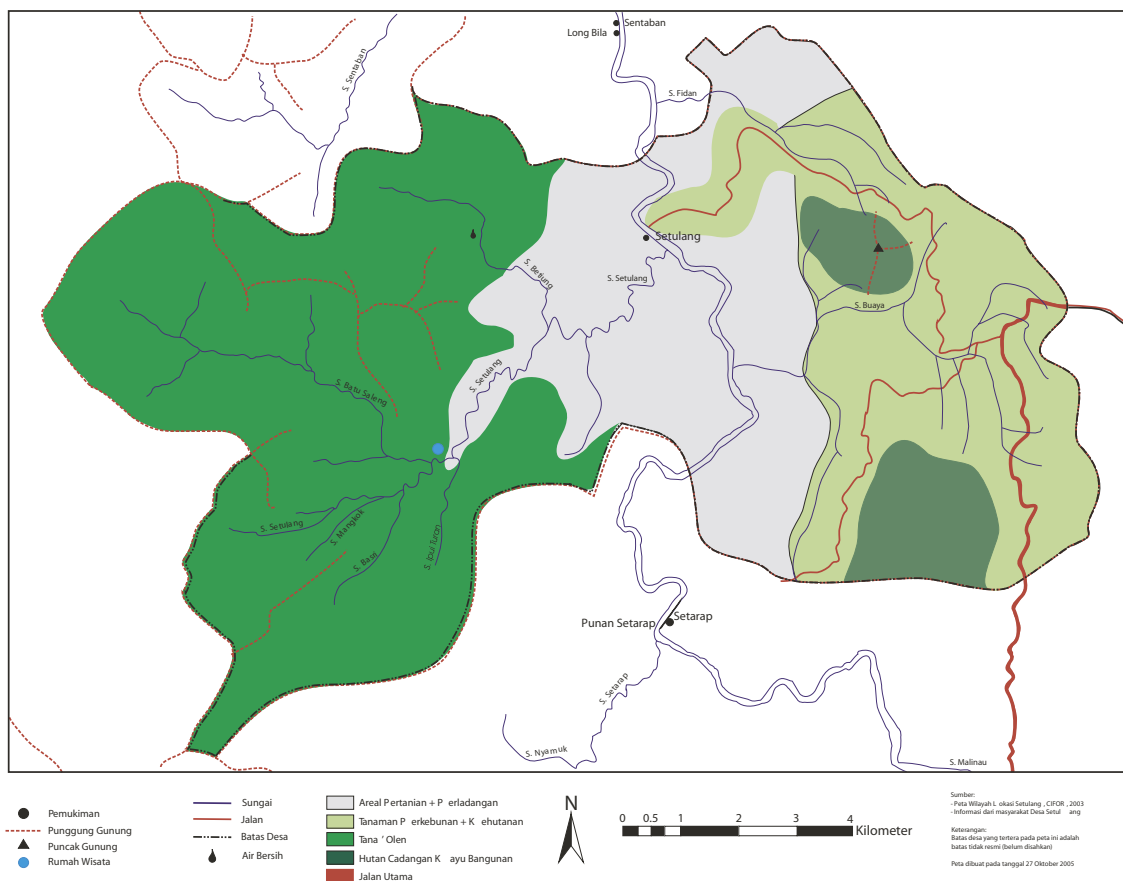 Sentaban
Long Bila
S. Sentaban
S. Fidan
Setulang
S. Betiung
S. Setulang
S. Buaya
S. Setulang
S. Batu Saleng
S. Setulang
S. Mangkok
S. Bass
S. Ipui Turan
Punan Setarap
Setarap
S. Setarap
S. Nyamuk
S. Malinau
Pemukiman
Punggung Gunung
Puncak Gunung
Rumah Wisata
Sungai
Jalan
Batas Desa
Air Bersih
Areal Pertanian + P erladangan
Tanaman P erkebunan + K ehutanan
Tana ' Olen
Hutan Cadangan K ayu Bangunan
Jalan Utama
N
0 0.5 1 2 3 4 Kilometer
Sumber:
- Peta Wilayah L okasi Setulang , CIFOR , 2003
- Informasi dari masyarakat Desa Setul ang
Keterangan:
Batas desa yang tertera pada peta ini adalah
batas tidak resmi (belum disahkan)
Peta dibuat pada tanggal 27 Oktober 2005